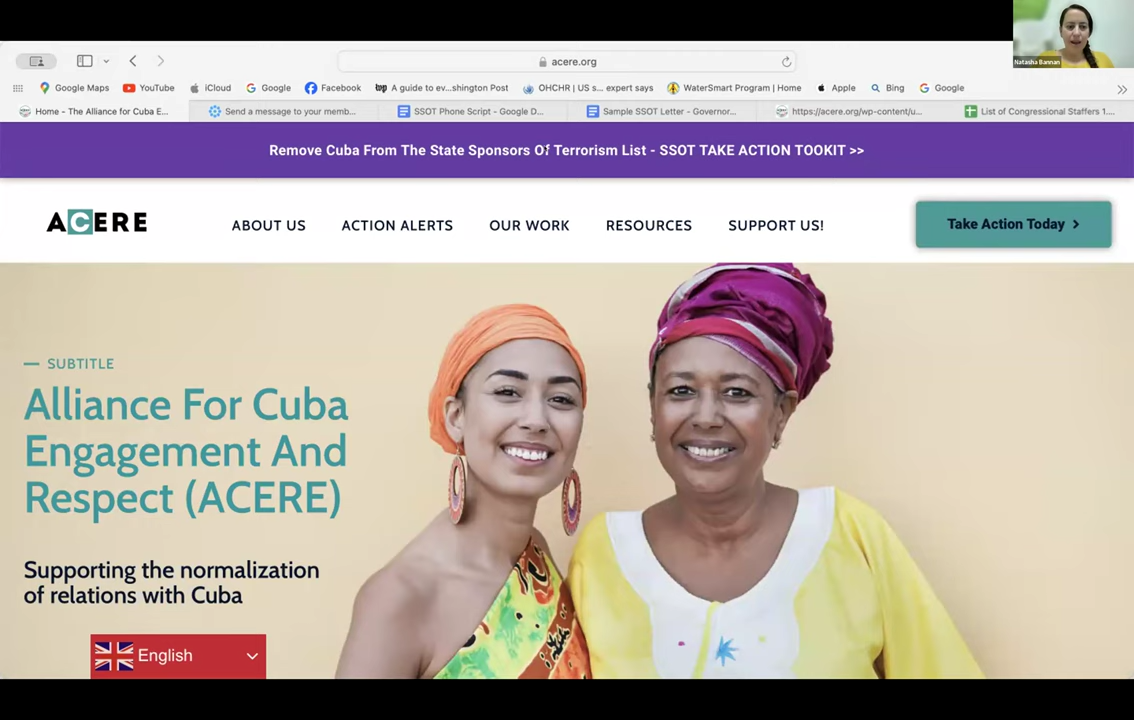 Natasha Bannan
acere.org
Google Maps YouTube iCloud Google Facebook A guide to ev...shington Post OHCHR | US s... expert says WaterSmart Program | Home Apple Bing Google
Home - The Alliance for Cuba E... Send a message to your memb... SSOT Phone Script - Google D... Sample SSOT Letter - Governor... https://acere.org/wp-content/u... List of Congressional Staffers 1....
Remove Cuba From The State Sponsors Of Terrorism List - SSOT TAKE ACTION TOOKIT >>
ACERE ABOUT US ACTION ALERTS OUR WORK RESOURCES SUPPORT US! Take Action Today
SUBTITLE
Alliance For Cuba
Engagement And
Respect (ACERE)
Supporting the normalization
of relations with Cuba
English